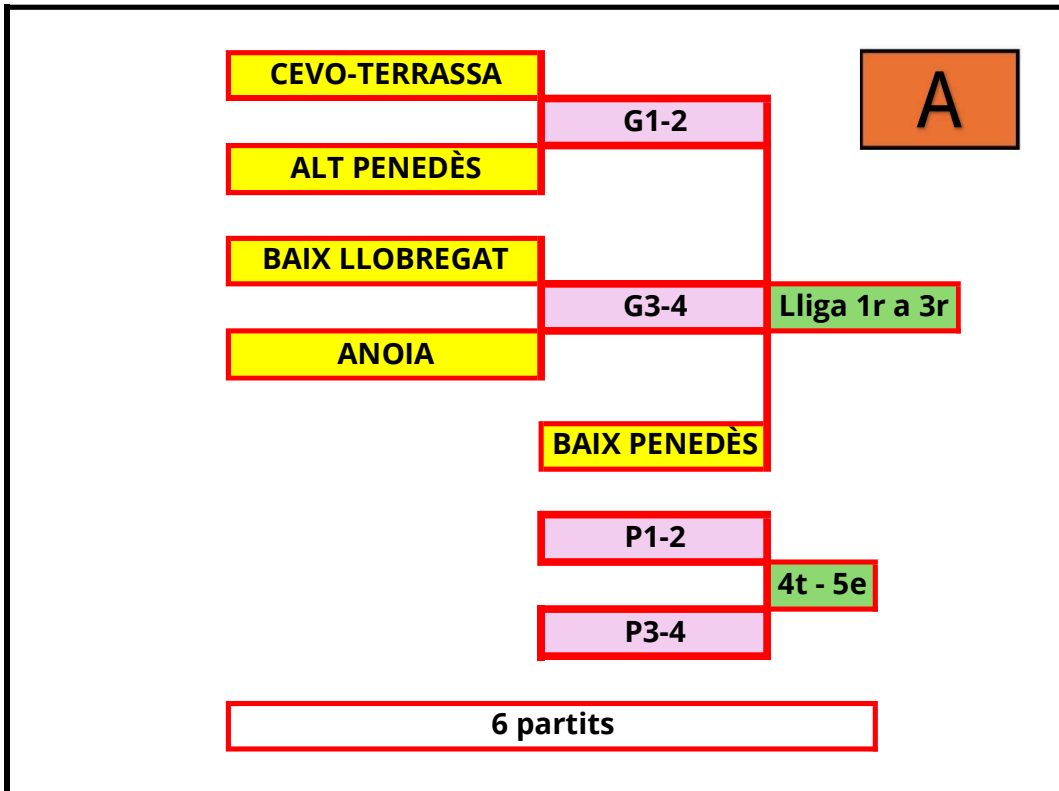 CEVO-TERRASSA
A
G1-2
ALT PENEDÈS
BAIX LLOBREGAT
G3-4
Lliga 1r a 3r
ANOIA
BAIX PENEDÈS
P1-2
4t - 5e
P3-4
6 partits